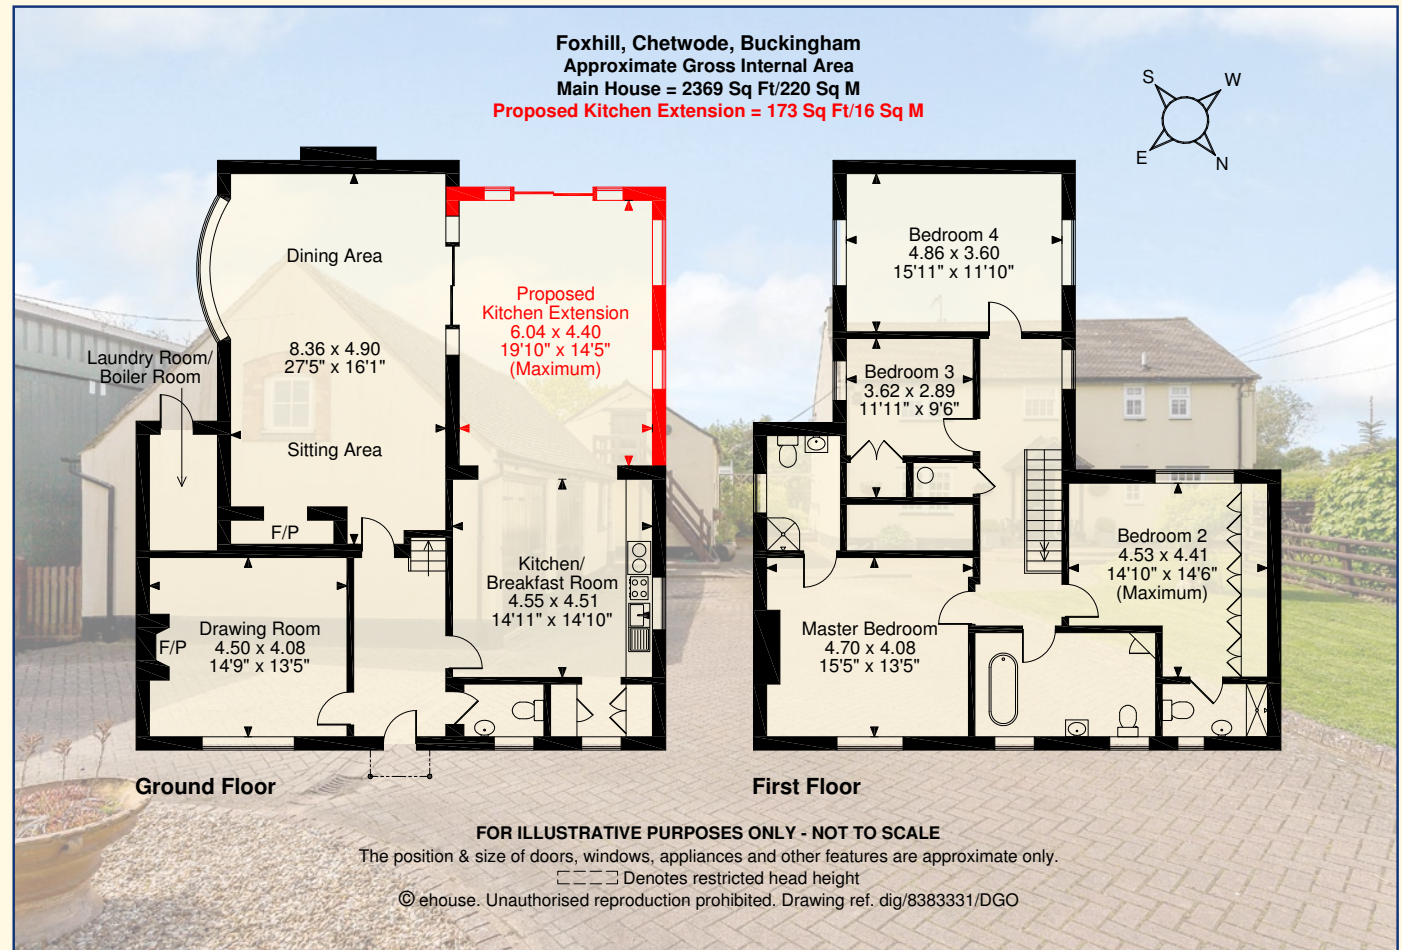 Foxhill, Chetwode, Buckingham
Approximate Gross Internal Area
Main House = 2369 Sq Ft/220 Sq M
Proposed Kitchen Extension = 173 Sq Ft/16 Sq M
S
W
E
N
Dining Area
8.36 x 4.90
27'5" x 16'1"
Sitting Area
Laundry Room/
Boiler Room
F/P
Proposed
Kitchen Extension
6.04 x 4.40
19'10" x 14'5"
(Maximum)
Kitchen/
Breakfast Room
4.55 x 4.51
14'11" x 14'10"
Drawing Room
4.50 x 4.08
14'9" x 13'5"
F/P
Ground Floor
Bedroom 4
4.86 x 3.60
15'11" x 11'10"
Bedroom 3
3.62 x 2.89
11'11" x 9'6"
Bedroom 2
4.53 x 4.41
14'10" x 14'6"
(Maximum)
Master Bedroom
4.70 x 4.08
15'5" x 13'5"
First Floor
FOR ILLUSTRATIVE PURPOSES ONLY - NOT TO SCALE
The position & size of doors, windows, appliances and other features are approximate only.
Denotes restricted head height
© ehouse. Unauthorised reproduction prohibited. Drawing ref. dig/8383331/DGO